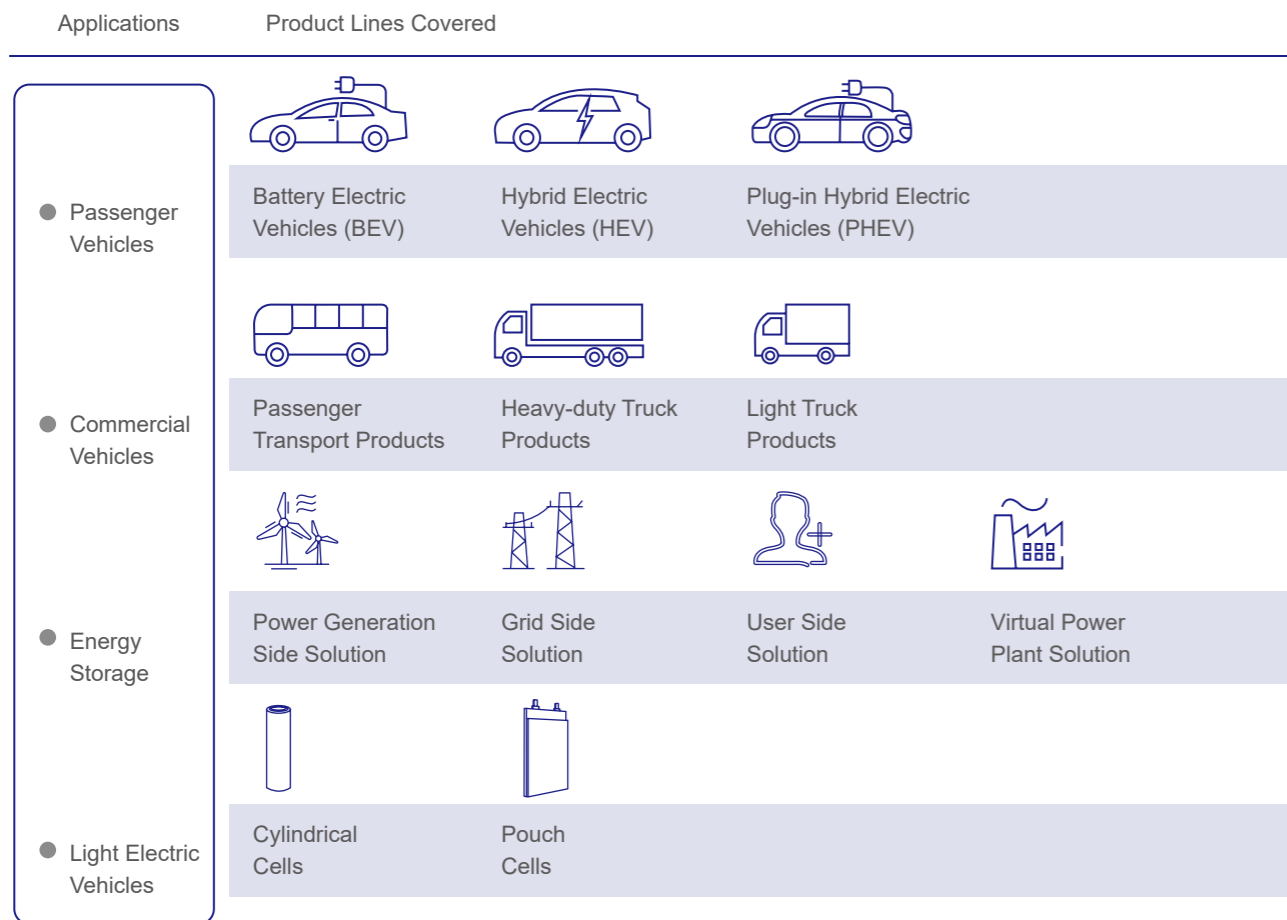 Applications
Product Lines Covered
Passenger
Vehicles
Battery Electric
Vehicles (BEV)
Hybrid Electric
Vehicles (HEV)
Plug-in Hybrid Electric
Vehicles (PHEV)
Commercial
Vehicles
Passenger
Transport Products
Heavy-duty Truck
Products
Light Truck
Products
Energy
Storage
Power Generation
Side Solution
Grid Side
Solution
User Side
Solution
Virtual Power
Plant Solution
Light Electric
Vehicles
Cylindrical
Cells
Pouch
Cells